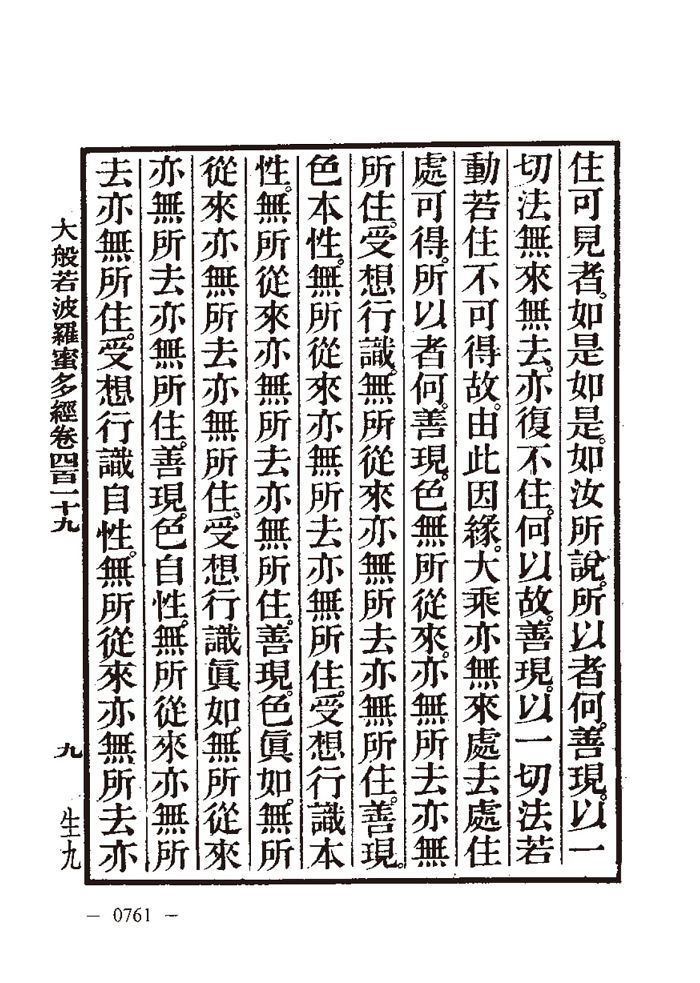 住可見者。如是如是。如汝所說。所以者何。善現。以一
切法無來無去。亦復不住。何以故。善現。以一切法若
動若住不可得故。由此因緣。大乘亦無來處去處住
處可得。所以者何。善現。色無所從來。亦無所去亦無
所住。受想行識。無所從來亦無所去亦無所住。善現。
色本性。無所從來亦無所去亦無所住。受想行識本
性。無所從來亦無所去亦無所住。善現。色眞如。無所
從來亦無所去亦無所住。受想行識眞如。無所從來
亦無所去亦無所住。善現。色自性。無所從來亦無所
去亦無所住。受想行識自性。無所從來亦無所去亦
大般若波羅蜜多經卷四百一十九 九 生九
— 0761 —